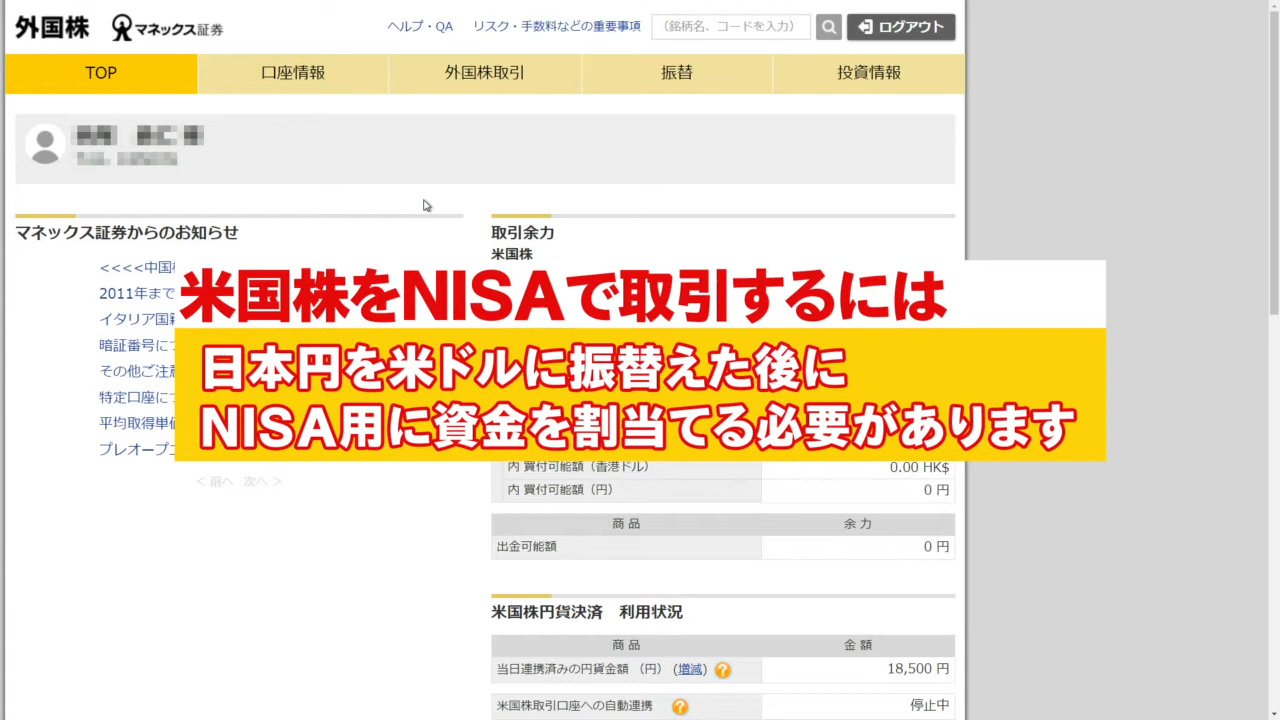 外国株 マネックス証券 ヘルプ・QA リスク・手数料などの重要事項 (銘柄名、コードを入力) ログアウト
TOP 口座情報 外国株取引 振替 投資情報
マネックス証券からのお知らせ
<<<<中国
2011年まで
イタリア国
暗証番号に
その他ご注
特定口座に
平均取得単
プレオープ
< 前へ 次へ >
取引余力
米国株
米国株をNISAで取引するには
日本円を米ドルに振替えた後に
NISA用に資金を割当てる必要があります
内 買付可能額（香港ドル） 0.00 HK$
内 買付可能額（円） 0 円
商 品 余 力
出金可能額 0 円
米国株円貨決済 利用状況
商 品 金 額
当日連携済みの円貨金額 （円） (増減) ? 18,500 円
米国株取引口座への自動連携 ? 停止中